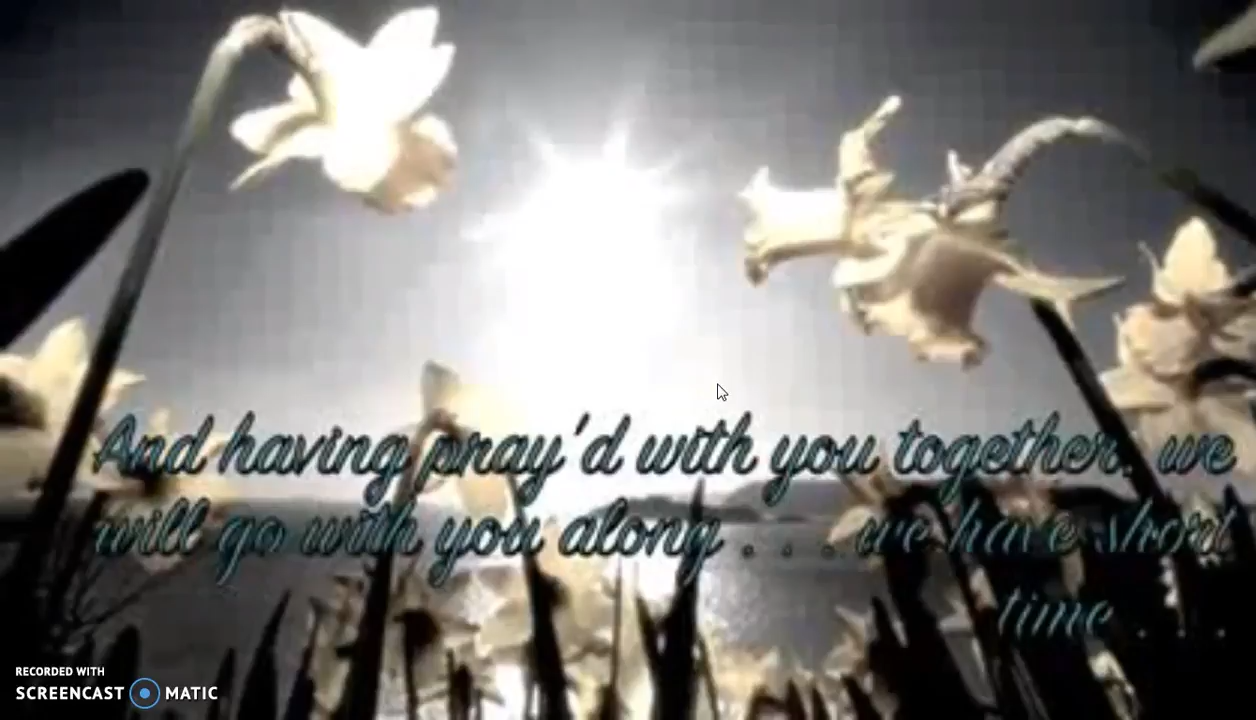 And having pray'd with you together, we
will go with you along . . . we have short
time . . .
RECORDED WITH
SCREENCAST MATIC